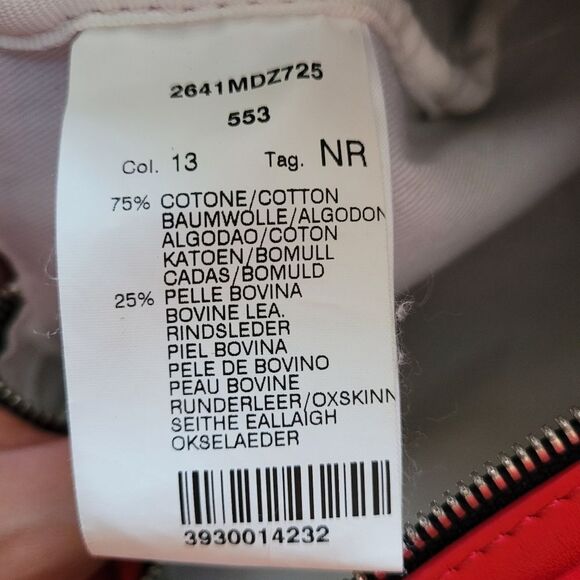 2641MDZ725
553
Col. 13 Tag. NR
75% COTONE/COTTON
BAUMWOLLE/ALGODON
ALGODAO/COTON
KATOEN/BOMULL
CADAS/BOMULD
25% PELLE BOVINA
BOVINE LEA.
RINDSLEDER
PIEL BOVINA
PELE DE BOVINO
PEAU BOVINE
RUNDERLEER/OXSKINN
SEITHE EALLAIGH
OKSELAEDER
3930014232